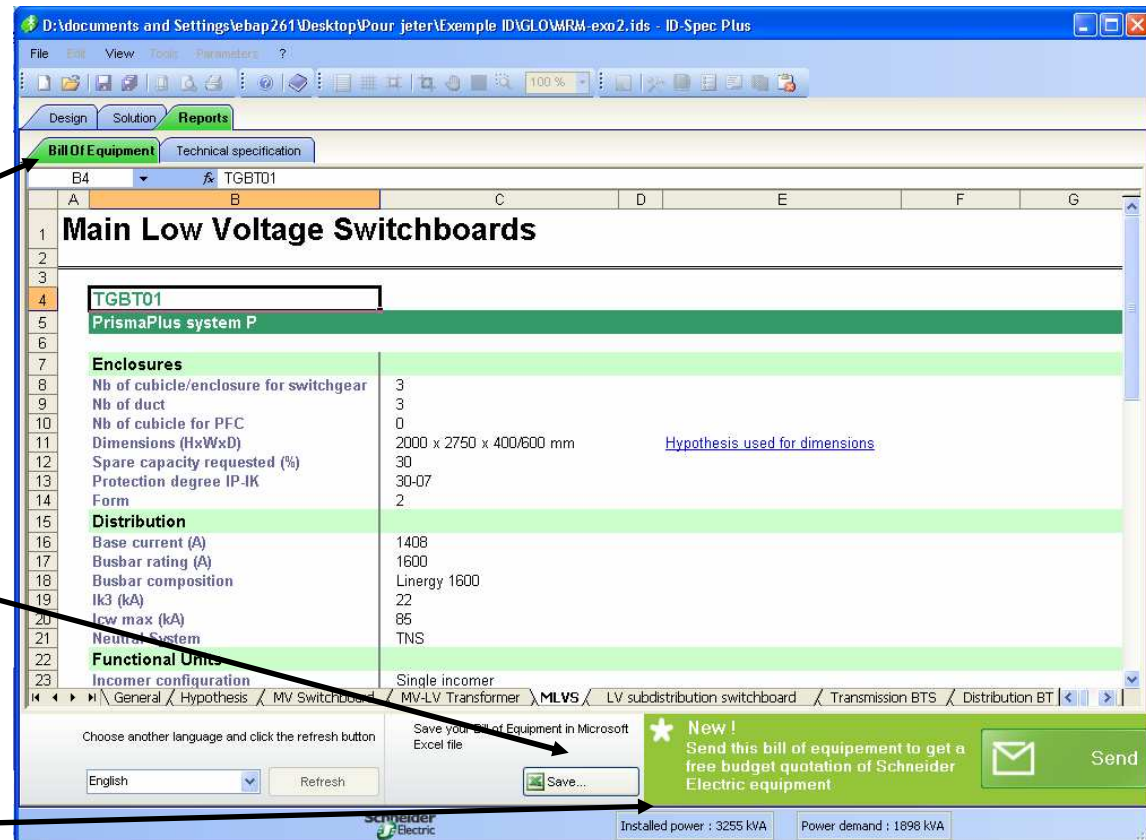 D:\documents and Settings\ebap261\Desktop\Pour jeter\Exemple ID\GLO\MRM-exo2.ids - ID-Spec Plus
File Edit View Tools Parameters ?
100 %
Design Solution Reports
Bill Of Equipment Technical specification
B4 fx TGBT01
A B C D E F G
1 Main Low Voltage Switchboards
2
3
4 TGBT01
5 PrismaPlus system P
6
7 Enclosures
8 Nb of cubicle/enclosure for switchgear 3
9 Nb of duct 3
10 Nb of cubicle for PFC 0
11 Dimensions (HxWxD) 2000 x 2750 x 400/600 mm Hypothesis used for dimensions
12 Spare capacity requested (%) 30
13 Protection degree IP-IK 30-07
14 Form 2
15 Distribution
16 Base current (A) 1408
17 Busbar rating (A) 1600
18 Busbar composition Linergy 1600
19 Ik3 (kA) 22
20 Icw max (kA) 85
21 Neutral System TNS
22 Functional Units
23 Incomer configuration Single incomer
General / Hypothesis / MV Switchboard / MV-LV Transformer \ MLVS / LV subdistribution switchboard / Transmission BTS / Distribution BT
Choose another language and click the refresh button
English Refresh
Save your Bill of Equipment in Microsoft
Excel file
Save...
New !
Send this bill of equipement to get a
free budget quotation of Schneider
Electric equipment
Send
Schneider
Electric
Installed power : 3255 kVA Power demand : 1898 kVA